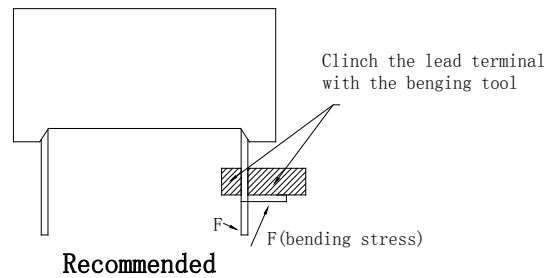 Clinch the lead terminal
with the benging tool
F
F(bending stress)
Recommended